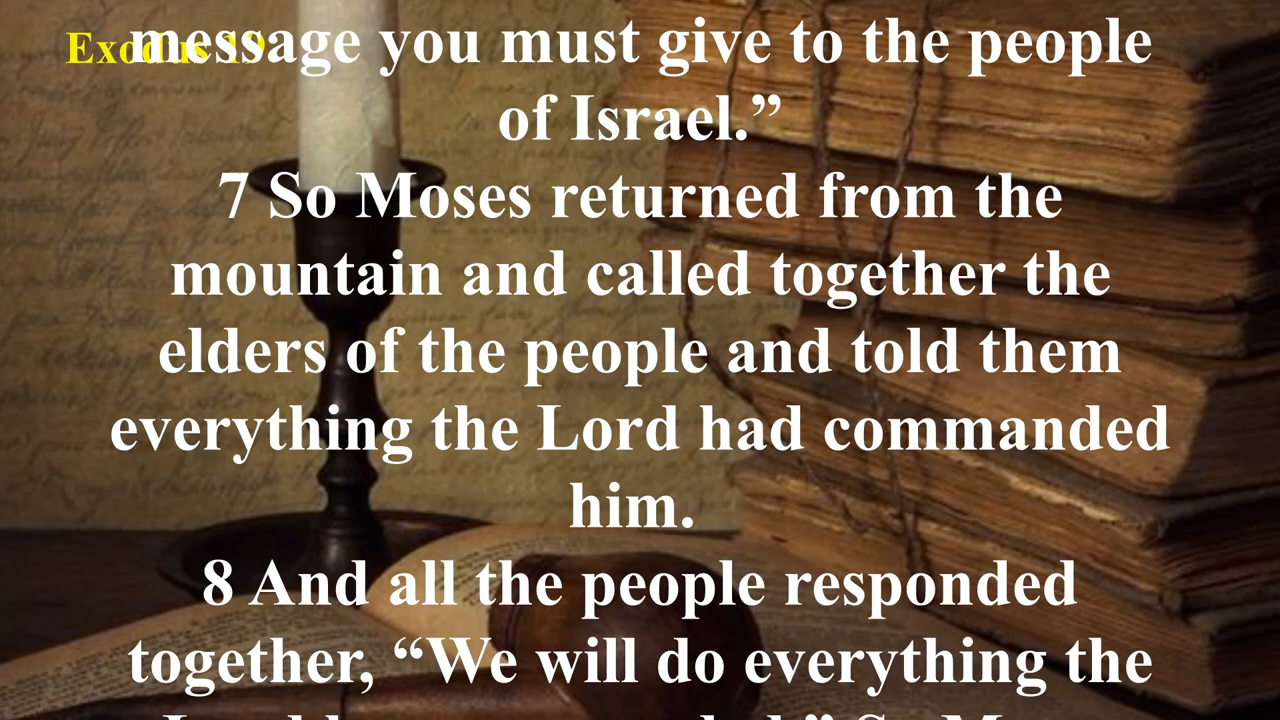 Exodus 19
message you must give to the people
of Israel.”
7 So Moses returned from the
mountain and called together the
elders of the people and told them
everything the Lord had commanded
him.
8 And all the people responded
together, “We will do everything the